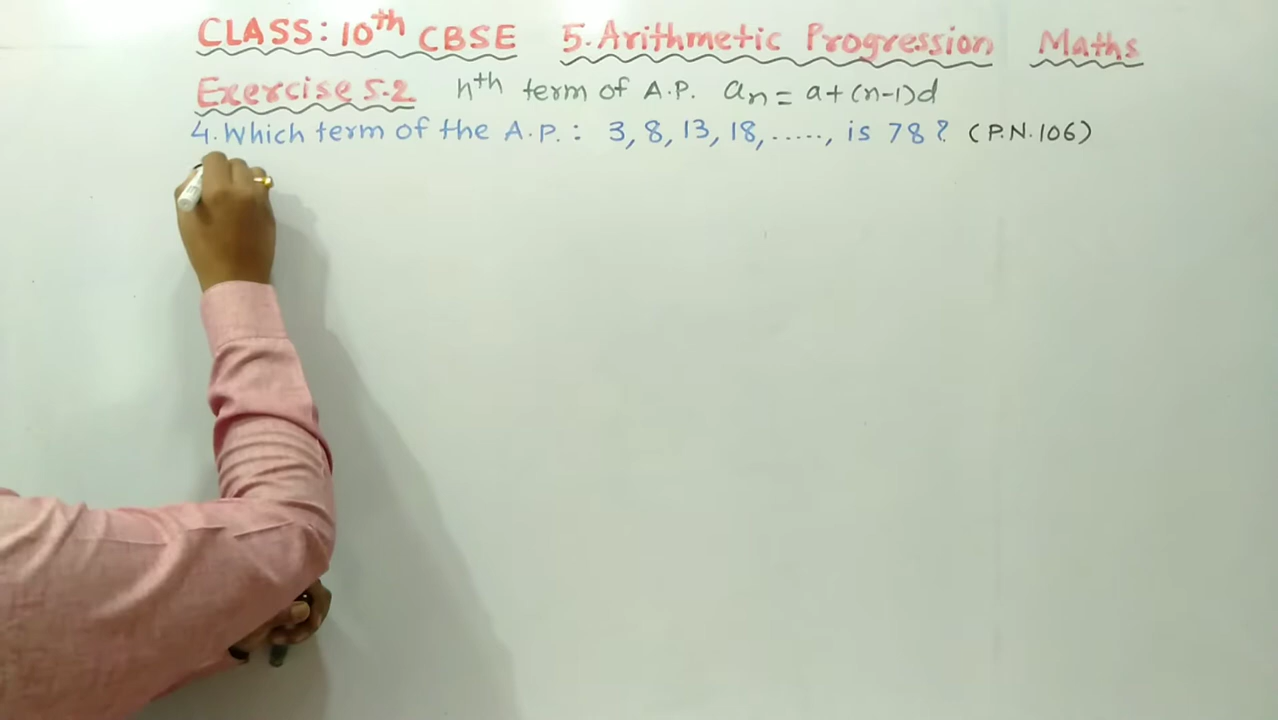 CLASS: 10th CBSE 5. Arithmetic Progression Maths
Exercise 5.2 nth term of A.P. an = a + (n-1)d
4. Which term of the A.P. : 3, 8, 13, 18, ....., is 78 ? (P.N. 106)